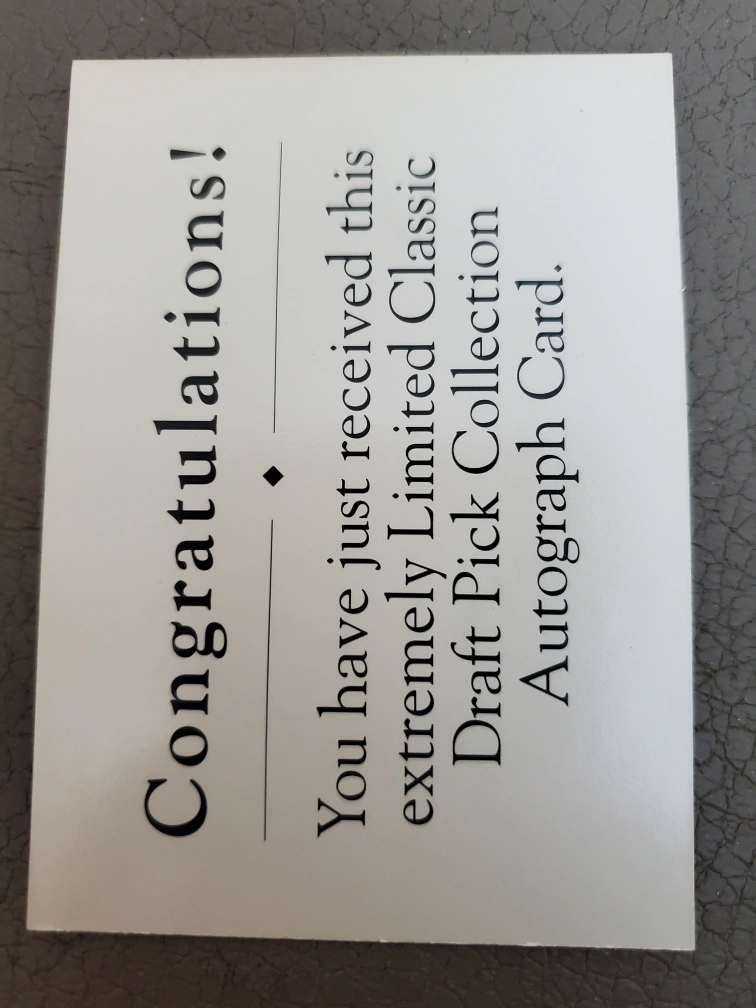 Congratulations!
You have just received this
extremely Limited Classic
Draft Pick Collection
Autograph Card.